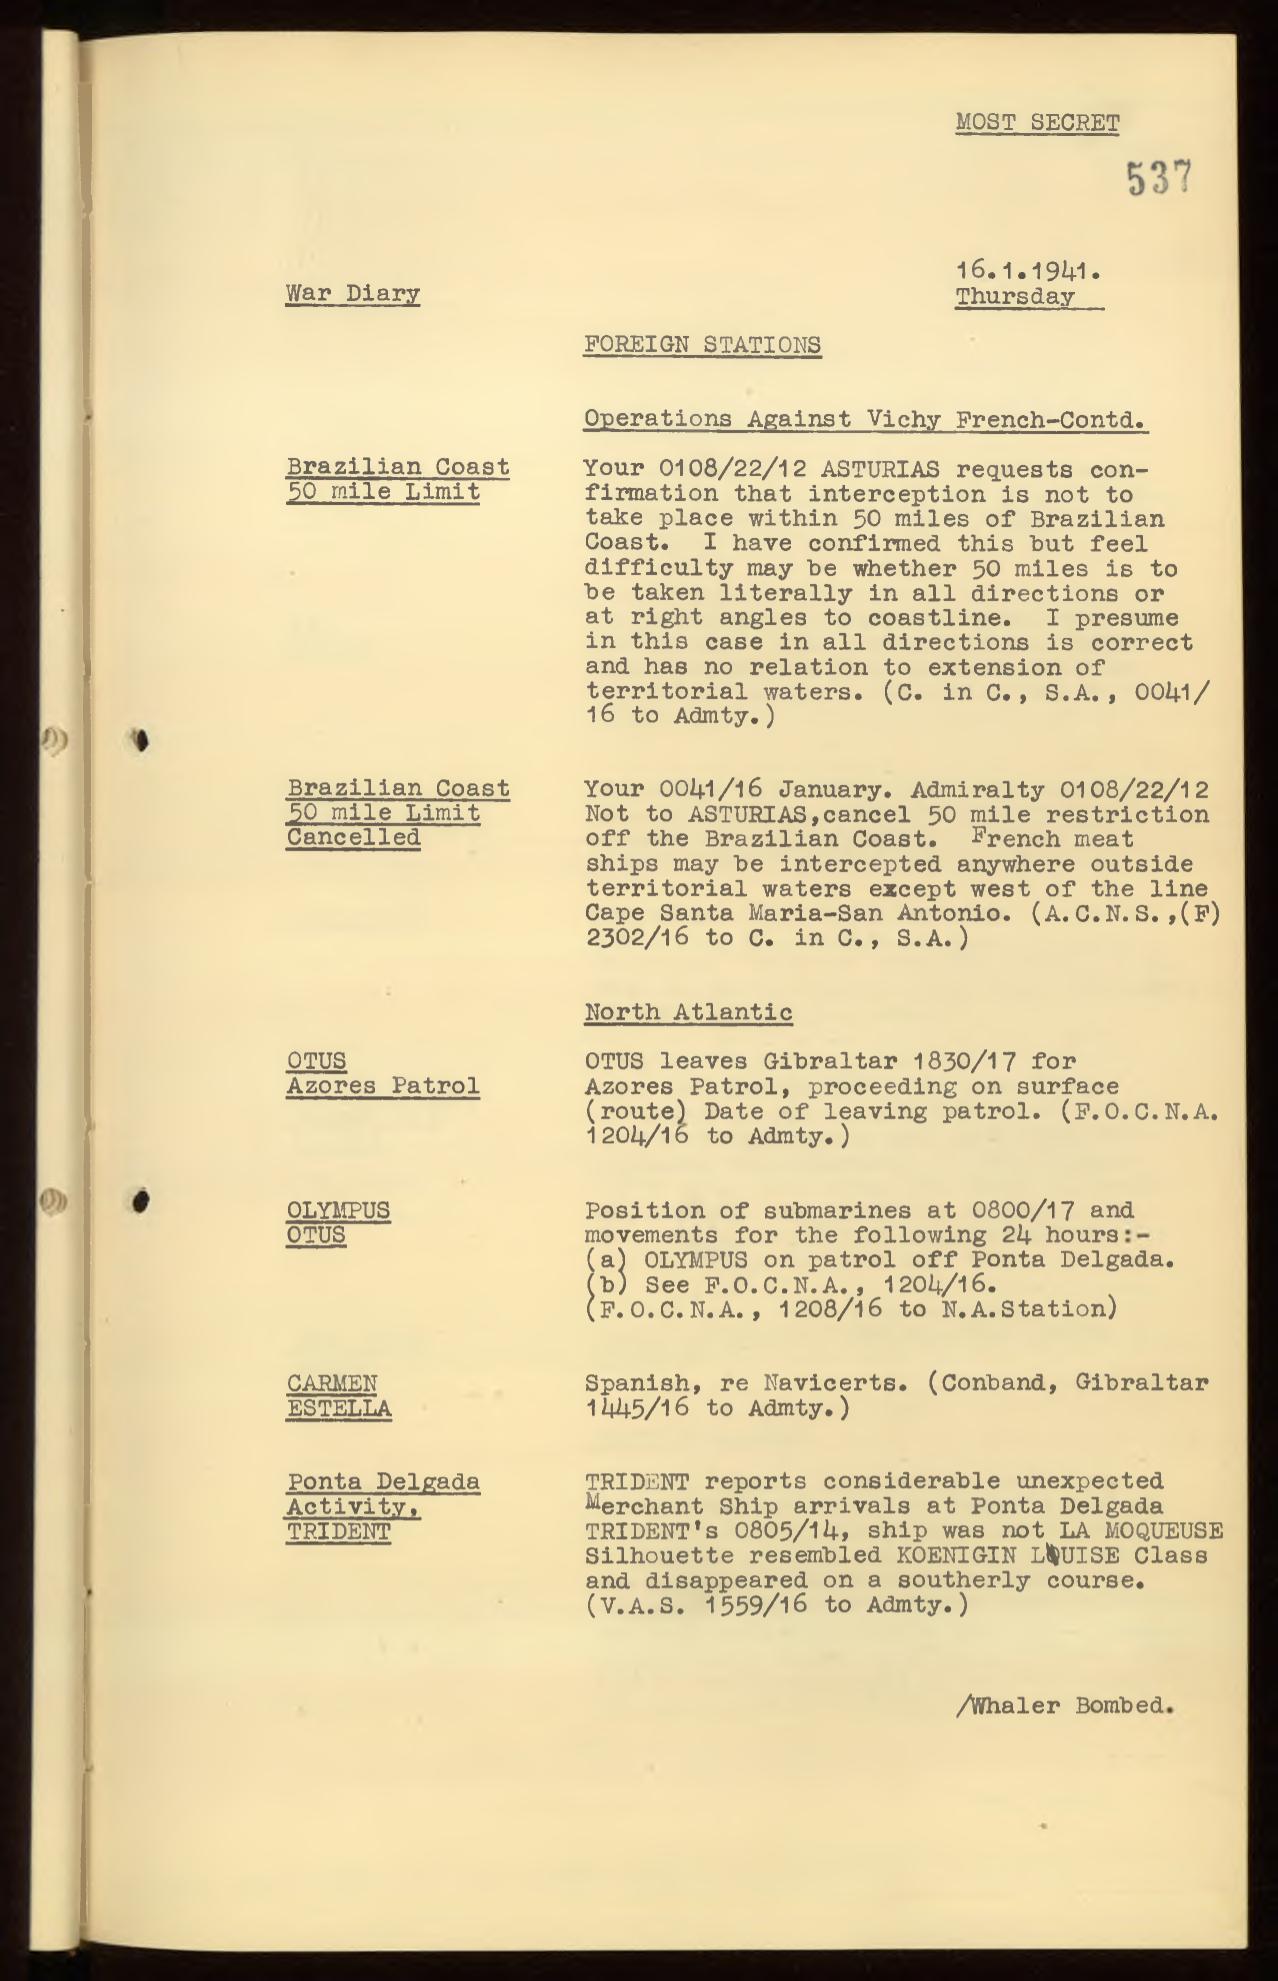 MOST SECRET
537
16.1.1941.
War Diary
Thursday
FOREIGN STATIONS
Operations Against Vichy French-Contd.
Brazilian Coast
50 mile Limit
Your 0108/22/12 ASTURIAS requests con-
firmation that interception is not to
take place within 50 miles of Brazilian
Coast. I have confirmed this but feel
difficulty may be whether 50 miles is to
be taken literally in all directions or
at right angles to coastline. I presume
in this case in all directions is correct
and has no relation to extension of
territorial waters. (C. in C., S.A., 0041/
16 to Admty.)
Brazilian Coast
50 mile Limit
Cancelled
Your 0041/16 January. Admiralty 0108/22/12
Not to ASTURIAS,cancel 50 mile restriction
off the Brazilian Coast. French meat
ships may be intercepted anywhere outside
territorial waters except west of the line
Cape Santa Maria-San Antonio. (A.C.N.S.,(F)
2302/16 to C. in C., S.A.)
North Atlantic
OTUS
Azores Patrol
OTUS leaves Gibraltar 1830/17 for
Azores Patrol, proceeding on surface
(route) Date of leaving patrol. (F.O.C.N.A.
1204/16 to Admty.)
OLYMPUS
OTUS
Position of submarines at 0800/17 and
movements for the following 24 hours:-
(a) OLYMPUS on patrol off Ponta Delgada.
(b) See F.O.C.N.A., 1204/16.
(F.O.C.N.A., 1208/16 to N.A.Station)
CARMEN
ESTELLA
Spanish, re Navicerts. (Conband, Gibraltar
1445/16 to Admty.)
Ponta Delgada
Activity.
TRIDENT
TRIDENT reports considerable unexpected
Merchant Ship arrivals at Ponta Delgada
TRIDENT's 0805/14, ship was not LA MOQUEUSE
Silhouette resembled KOENIGIN LOUISE Class
and disappeared on a southerly course.
(V.A.S. 1559/16 to Admty.)
/Whaler Bombed.